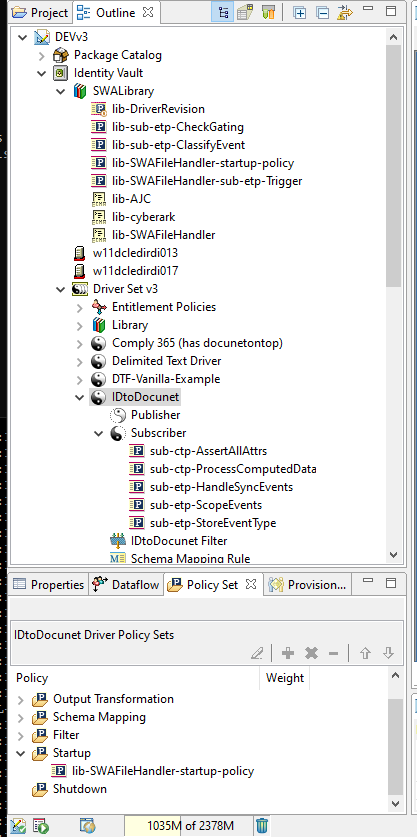 Project Outline
DEVv3
Package Catalog
Identity Vault
SWALibrary
lib-DriverRevision
lib-sub-etp-CheckGating
lib-sub-etp-ClassifyEvent
lib-SWAFileHandler-startup-policy
lib-SWAFileHandler-sub-etp-Trigger
lib-AJC
lib-cyberark
lib-SWAFileHandler
w11dcledirdi013
w11dcledirdi017
Driver Set v3
Entitlement Policies
Library
Comply 365 (has docunetontop)
Delimited Text Driver
DTF-Vanilla-Example
IDtoDocunet
Publisher
Subscriber
sub-ctp-AssertAllAttrs
sub-ctp-ProcessComputedData
sub-etp-HandleSyncEvents
sub-etp-ScopeEvents
sub-etp-StoreEventType
IDtoDocunet Filter
Schema Mapping Rule
Properties Dataflow Policy Set Provision...
IDtoDocunet Driver Policy Sets
Policy Weight
Output Transformation
Schema Mapping
Filter
Startup
lib-SWAFileHandler-startup-policy
Shutdown
1035M of 2378M